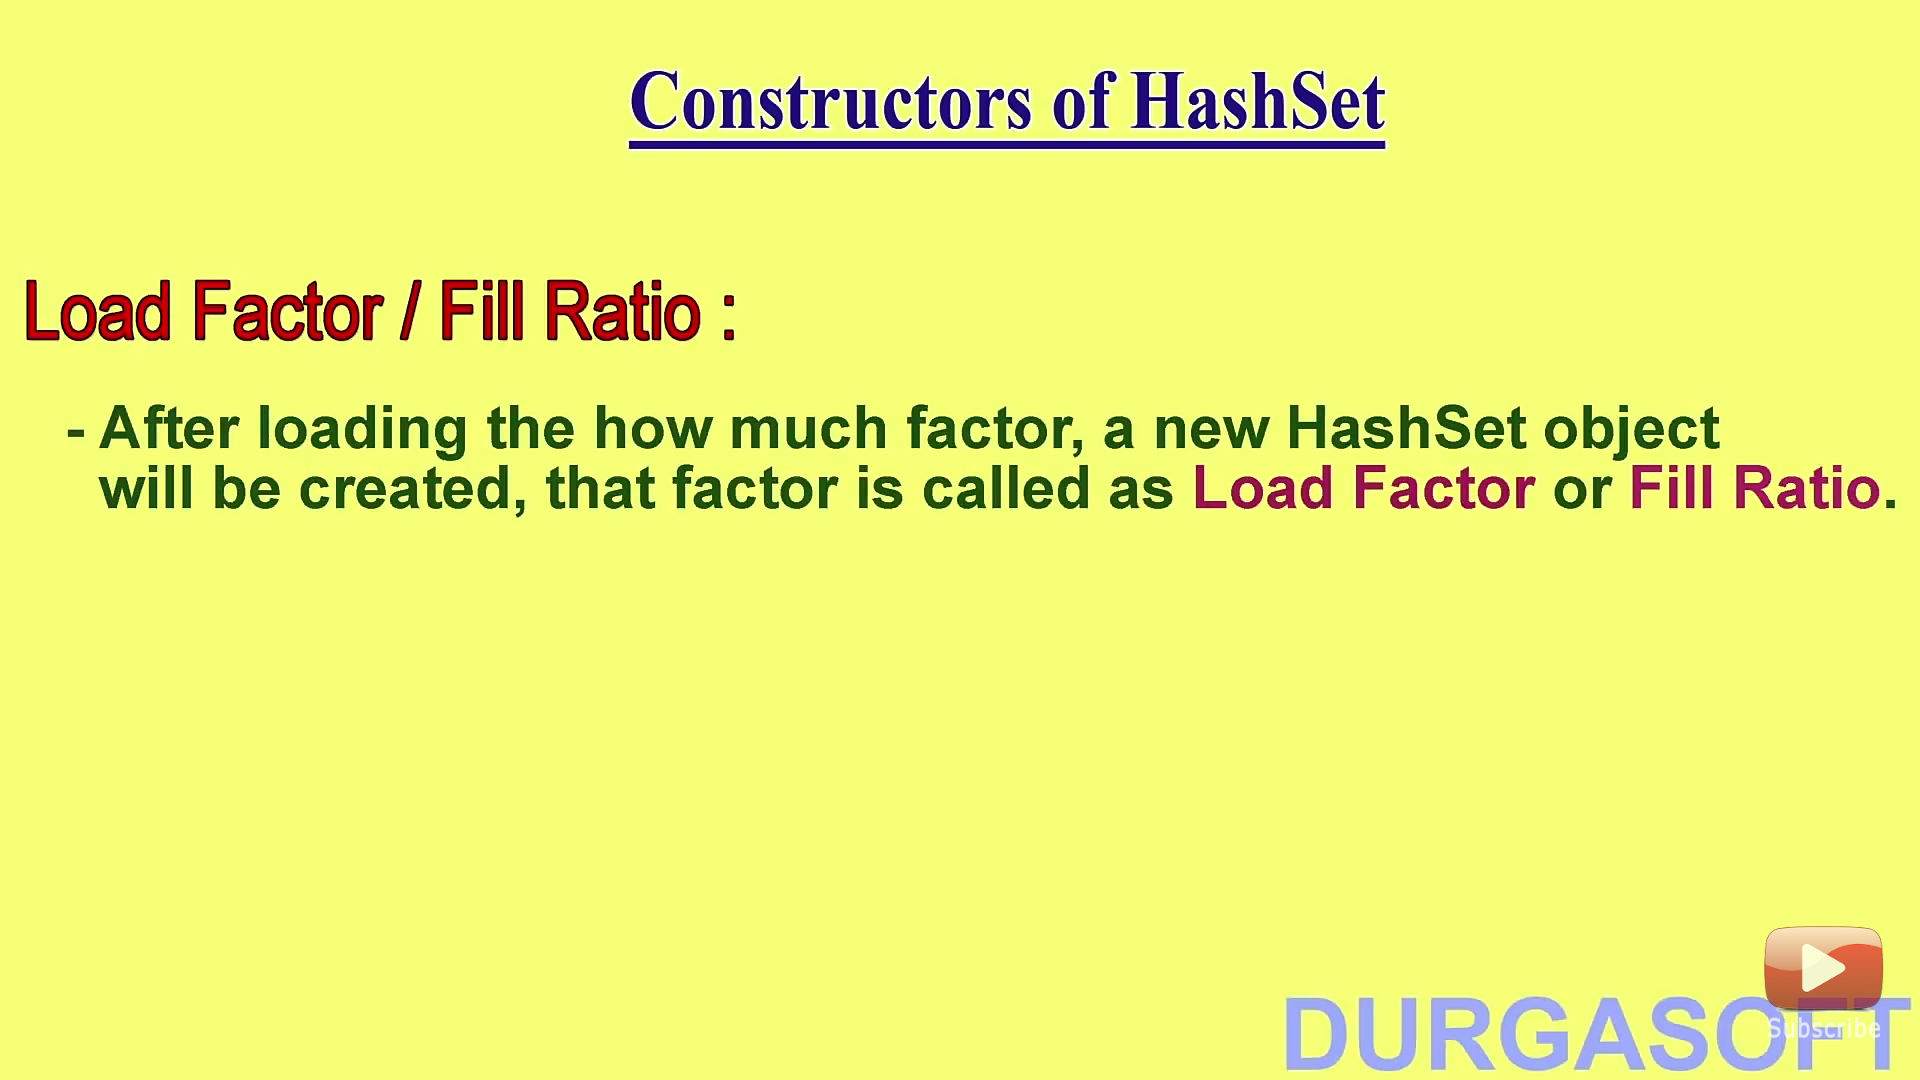 Constructors of HashSet
Load Factor / Fill Ratio :
- After loading the how much factor, a new HashSet object
will be created, that factor is called as Load Factor or Fill Ratio.
DURGASOFT
Subscribe